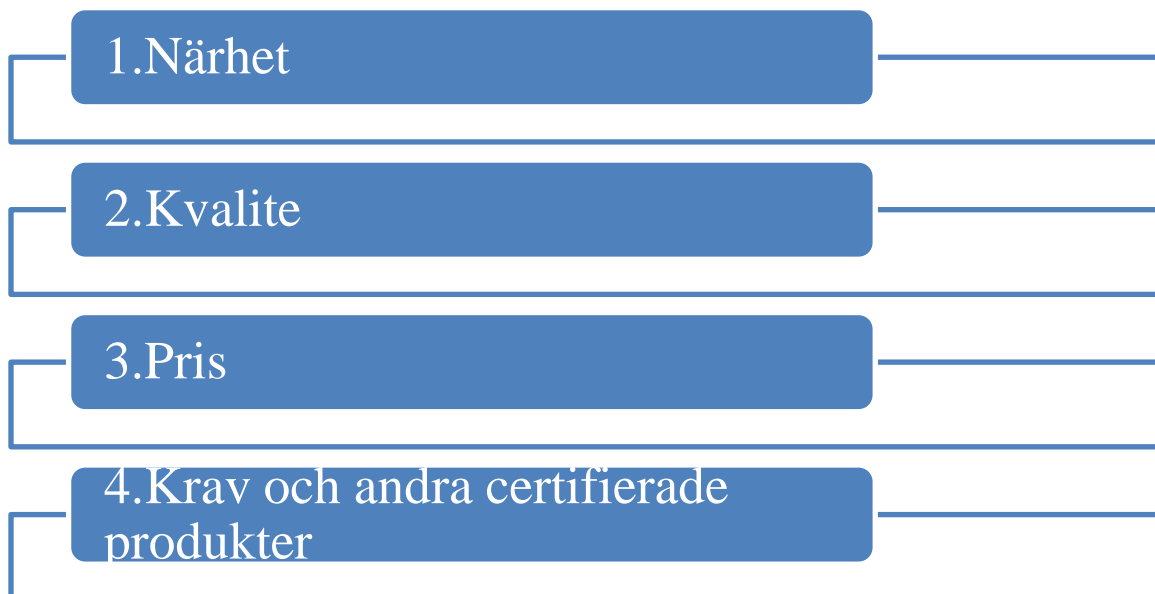 1.Närhet
2.Kvalite
3.Pris
4.Krav och andra certifierade
produkter